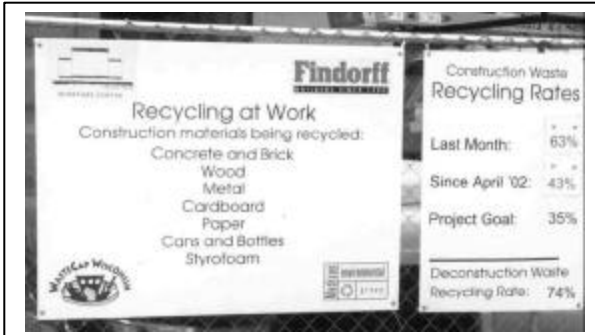 Findorff
Recycling at Work
Construction materials being recycled:
Concrete and Brick
Wood
Metal
Cardboard
Paper
Cans and Bottles
Styrofoam
WasteCap Wisconsin
Construction Waste
Recycling Rates
Last Month: 63%
Since April '02: 43%
Project Goal: 35%
Deconstruction Waste
Recycling Rate: 74%